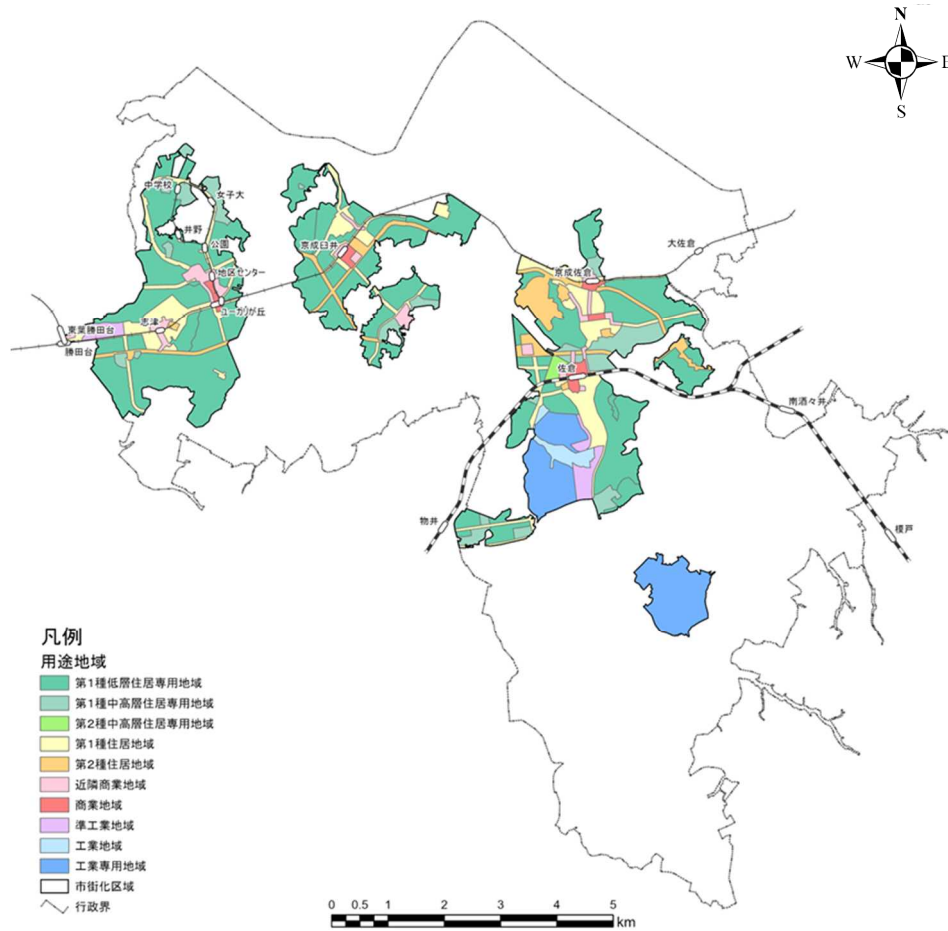 N
W
E
S
中学校
女子大
井野
公園
地区センター
ユーカリが丘
東葉勝田台
勝田台
志津
京成臼井
大佐倉
京成佐倉
佐倉
南酒々井
物井
榎戸
凡例
用途地域
第1種低層住居専用地域
第1種中高層住居専用地域
第2種中高層住居専用地域
第1種住居地域
第2種住居地域
近隣商業地域
商業地域
準工業地域
工業地域
工業専用地域
市街化区域
行政界
0 0.5 1 2 3 4 5
km